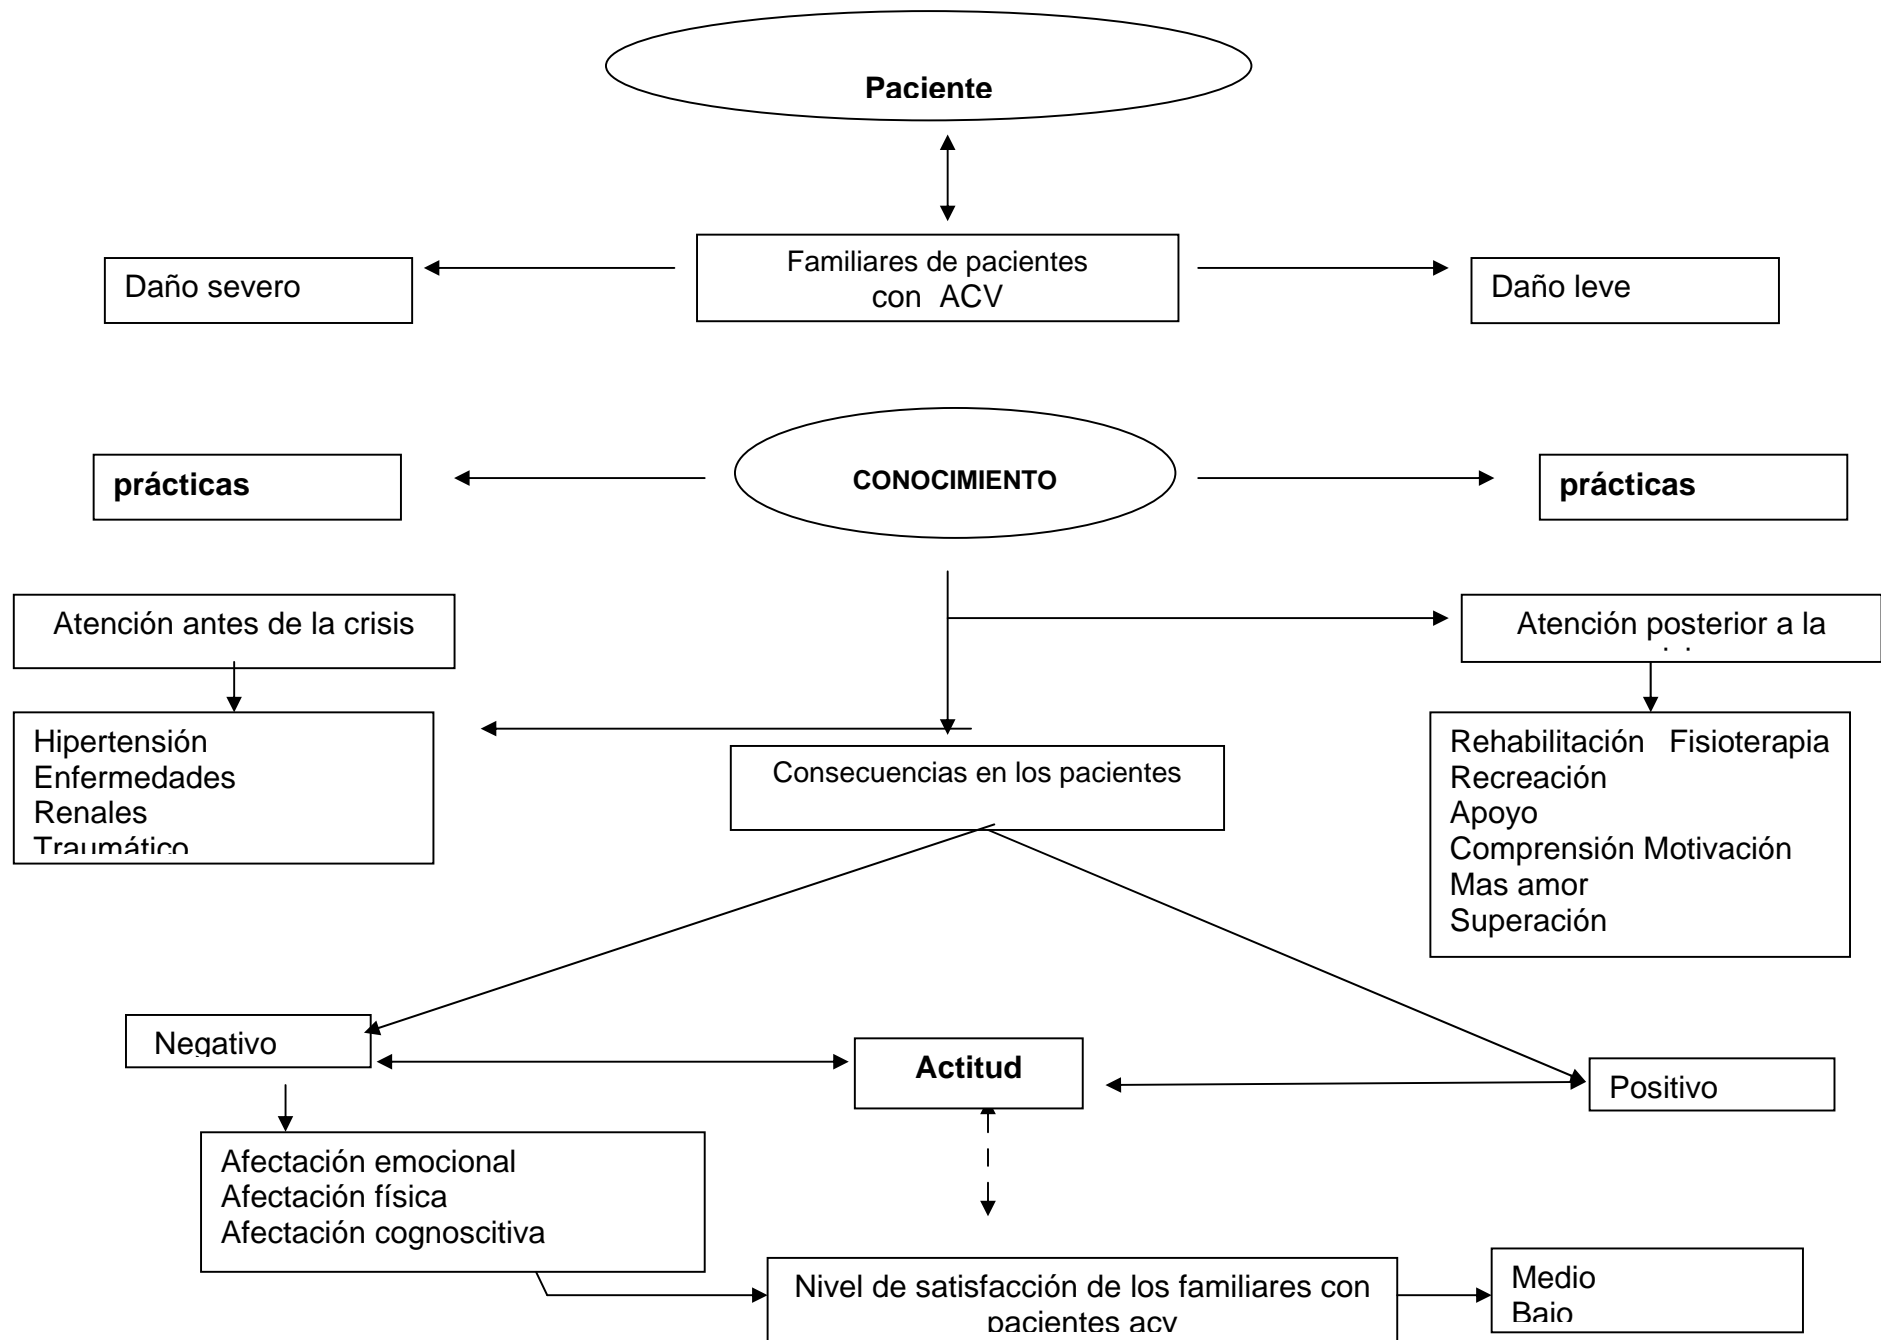 Paciente
Familiares de pacientes
con ACV
Daño severo
Daño leve
CONOCIMIENTO
prácticas
prácticas
Atención antes de la crisis
Atención posterior a la
Hipertensión
Enfermedades
Renales
Traumático
Consecuencias en los pacientes
Rehabilitación Fisioterapia
Recreación
Apoyo
Comprensión Motivación
Mas amor
Superación
Negativo
Actitud
Positivo
Afectación emocional
Afectación física
Afectación cognoscitiva
Nivel de satisfacción de los familiares con
pacientes acv
Medio
Bajo